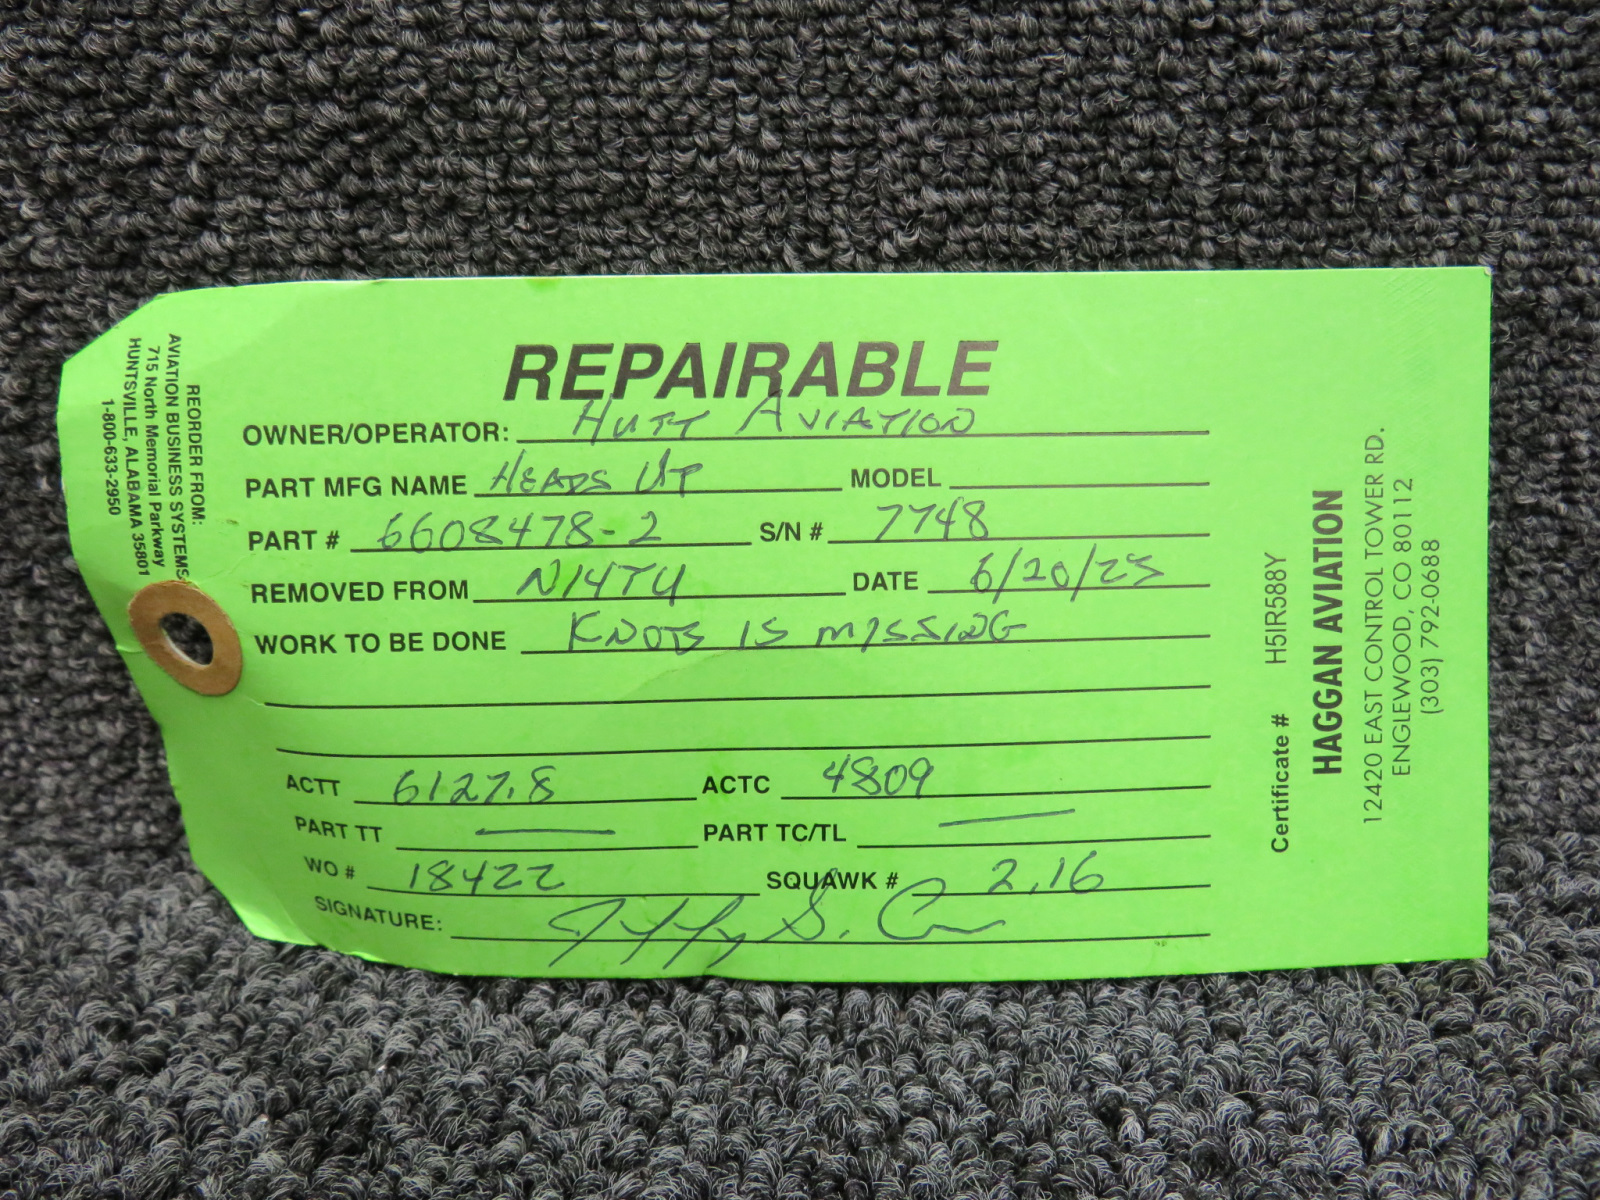 REPAIRABLE
OWNER/OPERATOR: HUTT AVIATION
PART MFG NAME HEADS UP MODEL
PART # 6608478-2 S/N # 7748
REMOVED FROM N14TU DATE 6/20/25
WORK TO BE DONE KNOTS IS MISSING
ACTT 6127.8 ACTC 4809
PART TT — PART TC/TL —
WO # 18422 SQUAWK # 2.16
SIGNATURE: S.
REORDER FROM:
AVIATION BUSINESS SYSTEMS
715 North Memorial Parkway
HUNTSVILLE, ALABAMA 35801
1-800-633-2950
Certificate # H5IR588Y
HAGGAN AVIATION
12420 EAST CONTROL TOWER RD.
ENGLEWOOD, CO 80112
(303) 792-0688